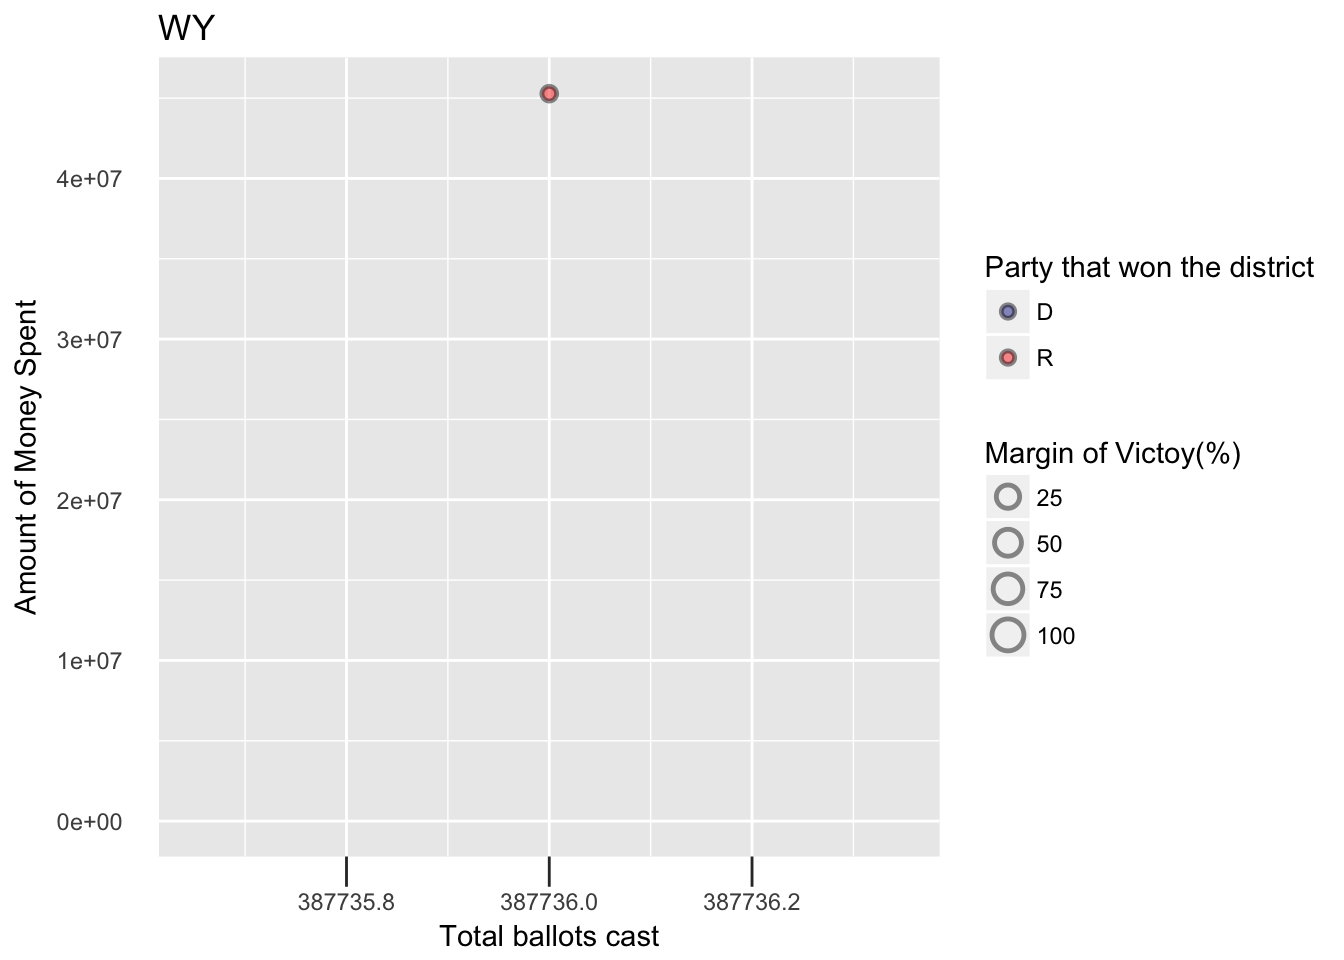 WY
Amount of Money Spent
4e+07
3e+07
2e+07
1e+07
0e+00
387735.8
387736.0
387736.2
Total ballots cast
Party that won the district
D
R
Margin of Victoy(%)
25
50
75
100